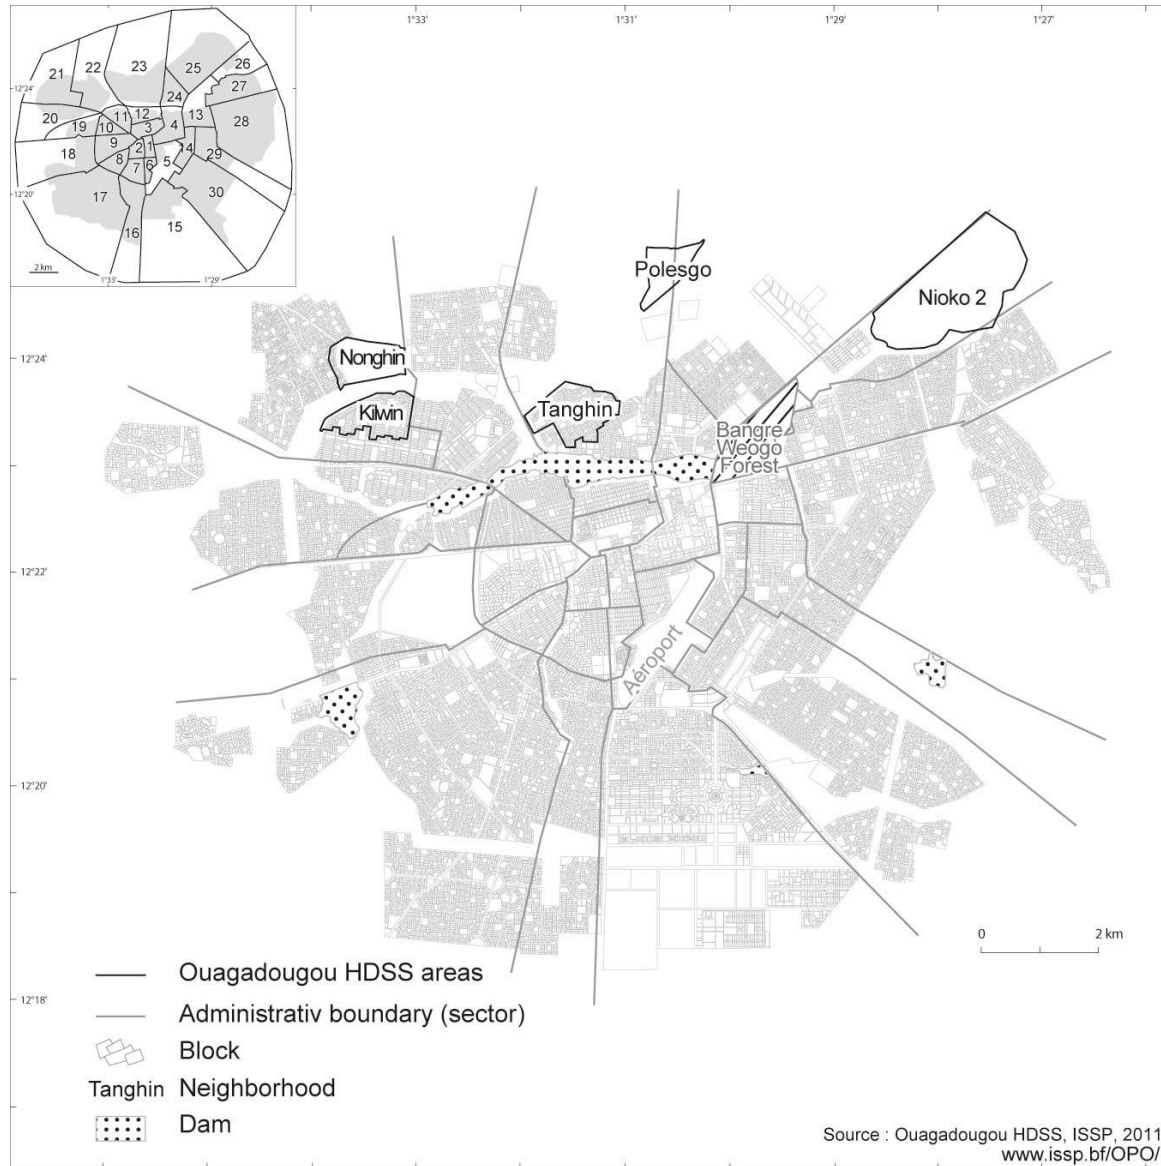 1°33'
1°31'
1°29'
1°27'
21
22
23
25
26
27
12°24'
24
20
11
12
13
28
19
10
3
4
9
2
1
14
18
8
5
29
7
6
12°20'
17
30
16
15
2 km
1°33'
1°29'
Polesgo
Nioko 2
12°24'
Nonghin
Kilwin
Tanghin
Bangre
Weogo
Forest
12°22'
Aéroport
12°20'
0 2 km
12°18'
Ouagadougou HDSS areas
Administrativ boundary (sector)
Block
Tanghin Neighborhood
Dam
Source : Ouagadougou HDSS, ISSP, 2011
www.issp.bf/OPO/